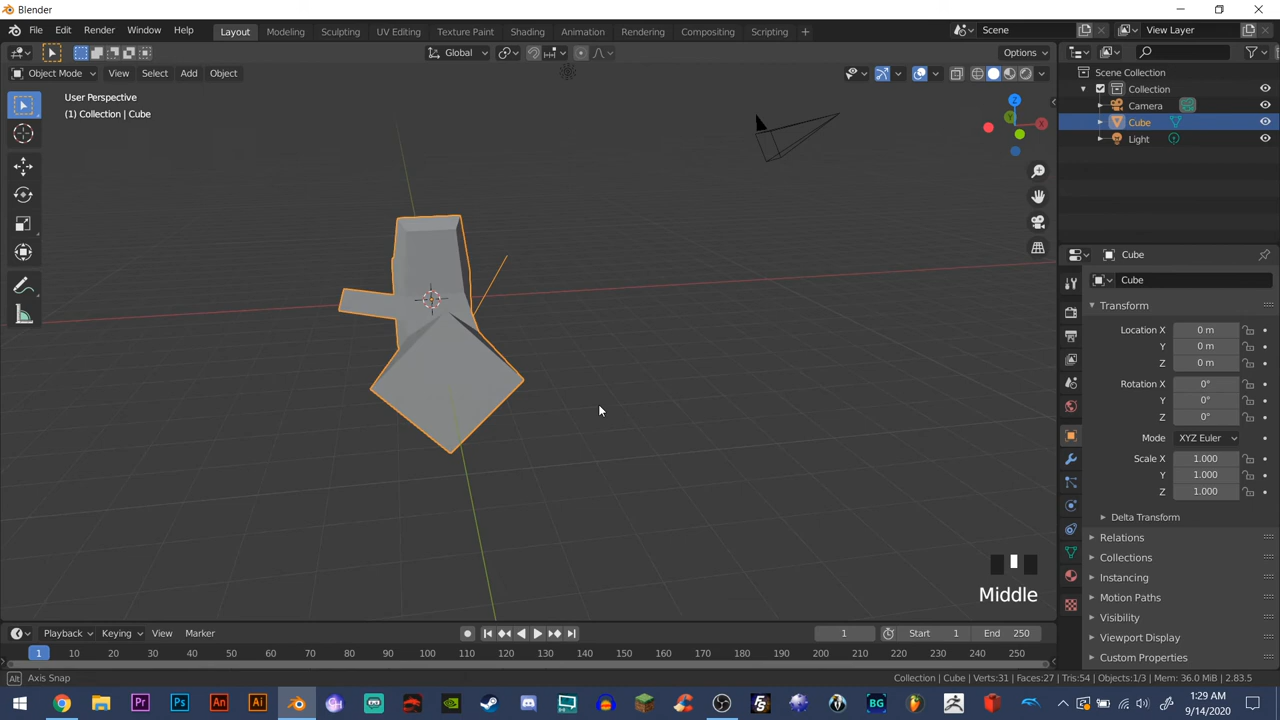 Blender
File Edit Render Window Help Layout Modeling Sculpting UV Editing Texture Paint Shading Animation Rendering Compositing Scripting + Scene View Layer
Global Options
Object Mode View Select Add Object
User Perspective
(1) Collection | Cube
Z
X
Y
Middle
Scene Collection
Collection
Camera
Cube
Light
Cube
Cube
Transform
Location X 0 m
Y 0 m
Z 0 m
Rotation X 0°
Y 0°
Z 0°
Mode XYZ Euler
Scale X 1.000
Y 1.000
Z 1.000
Delta Transform
Relations
Collections
Instancing
Motion Paths
Visibility
Viewport Display
Custom Properties
Playback Keying View Marker 1 Start 1 End 250
1 10 20 30 40 50 60 70 80 90 100 110 120 130 140 150 160 170 180 190 200 210 220 230 240 250
Alt Axis Snap Collection | Cube | Verts:31 | Faces:27 | Tris:54 | Objects:1/3 | Mem: 36.0 MiB | 2.83.5
Pr Ps An Ai BG
1:29 AM
9/14/2020